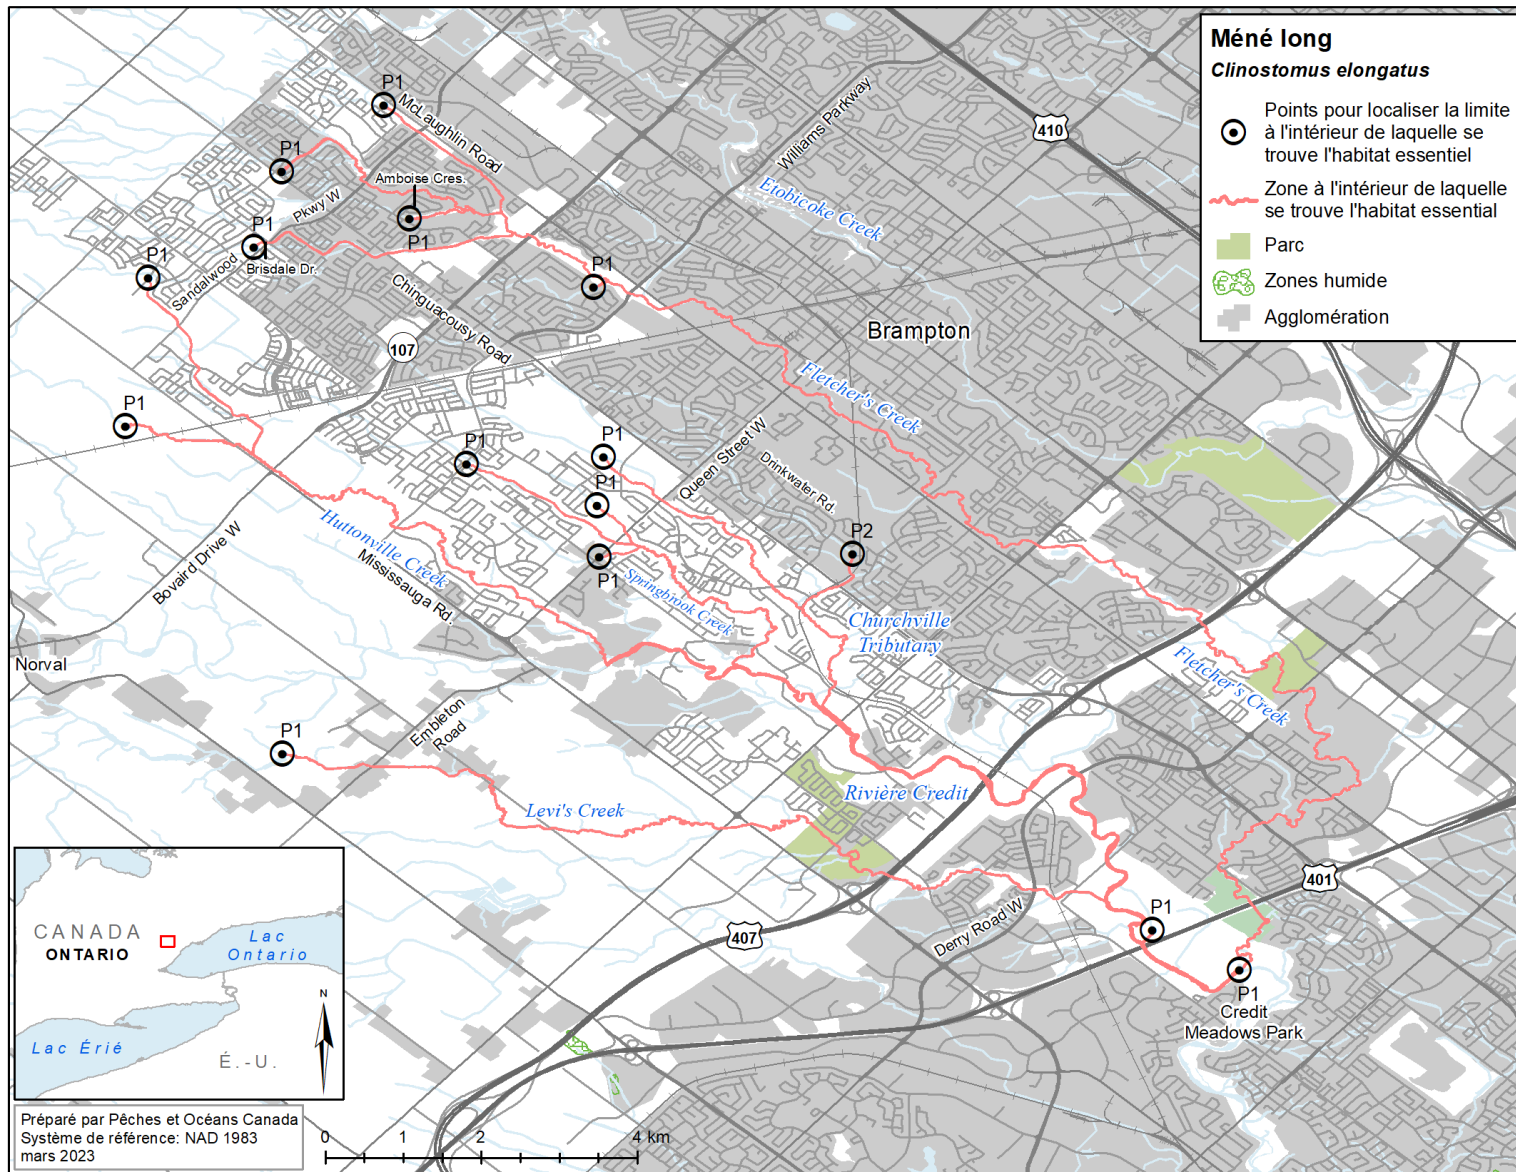 Méné long
Clinostomus elongatus
Points pour localiser la limite
à l'intérieur de laquelle se
trouve l'habitat essentiel
Zone à l'intérieur de laquelle
se trouve l'habitat essential
Parc
Zones humide
Agglomération
P1
McLaughlin Road
Williams Parkway
410
P1
Amboise Cres.
Etobicoke Creek
Pkwy W
P1
P1
Brisdale Dr.
P1
Sandalwood
P1
Chinguacousy Road
Brampton
107
Fletcher's Creek
P1
P1
P1
Queen Street W
P1
Drinkwater Rd.
Huttonville Creek
Mississauga Rd.
Bovaird Drive W
P2
P1
Springbrook Creek
Churchville
Tributary
Norval
Fletcher's Creek
Embleton
Road
P1
Levi's Creek
Rivière Credit
401
407
Derry Road W
P1
P1
Credit
Meadows Park
CANADA
ONTARIO
Lac
Ontario
Lac Érié
É.-U.
N
Préparé par Pêches et Océans Canada
Système de référence: NAD 1983
mars 2023
0 1 2 4 km